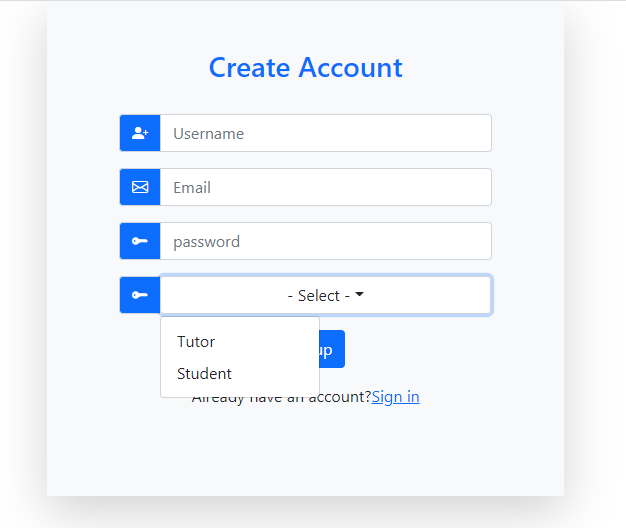 Create Account
Username
Email
password
- Select -
Tutor
up
Student
Already have an account?Sign in